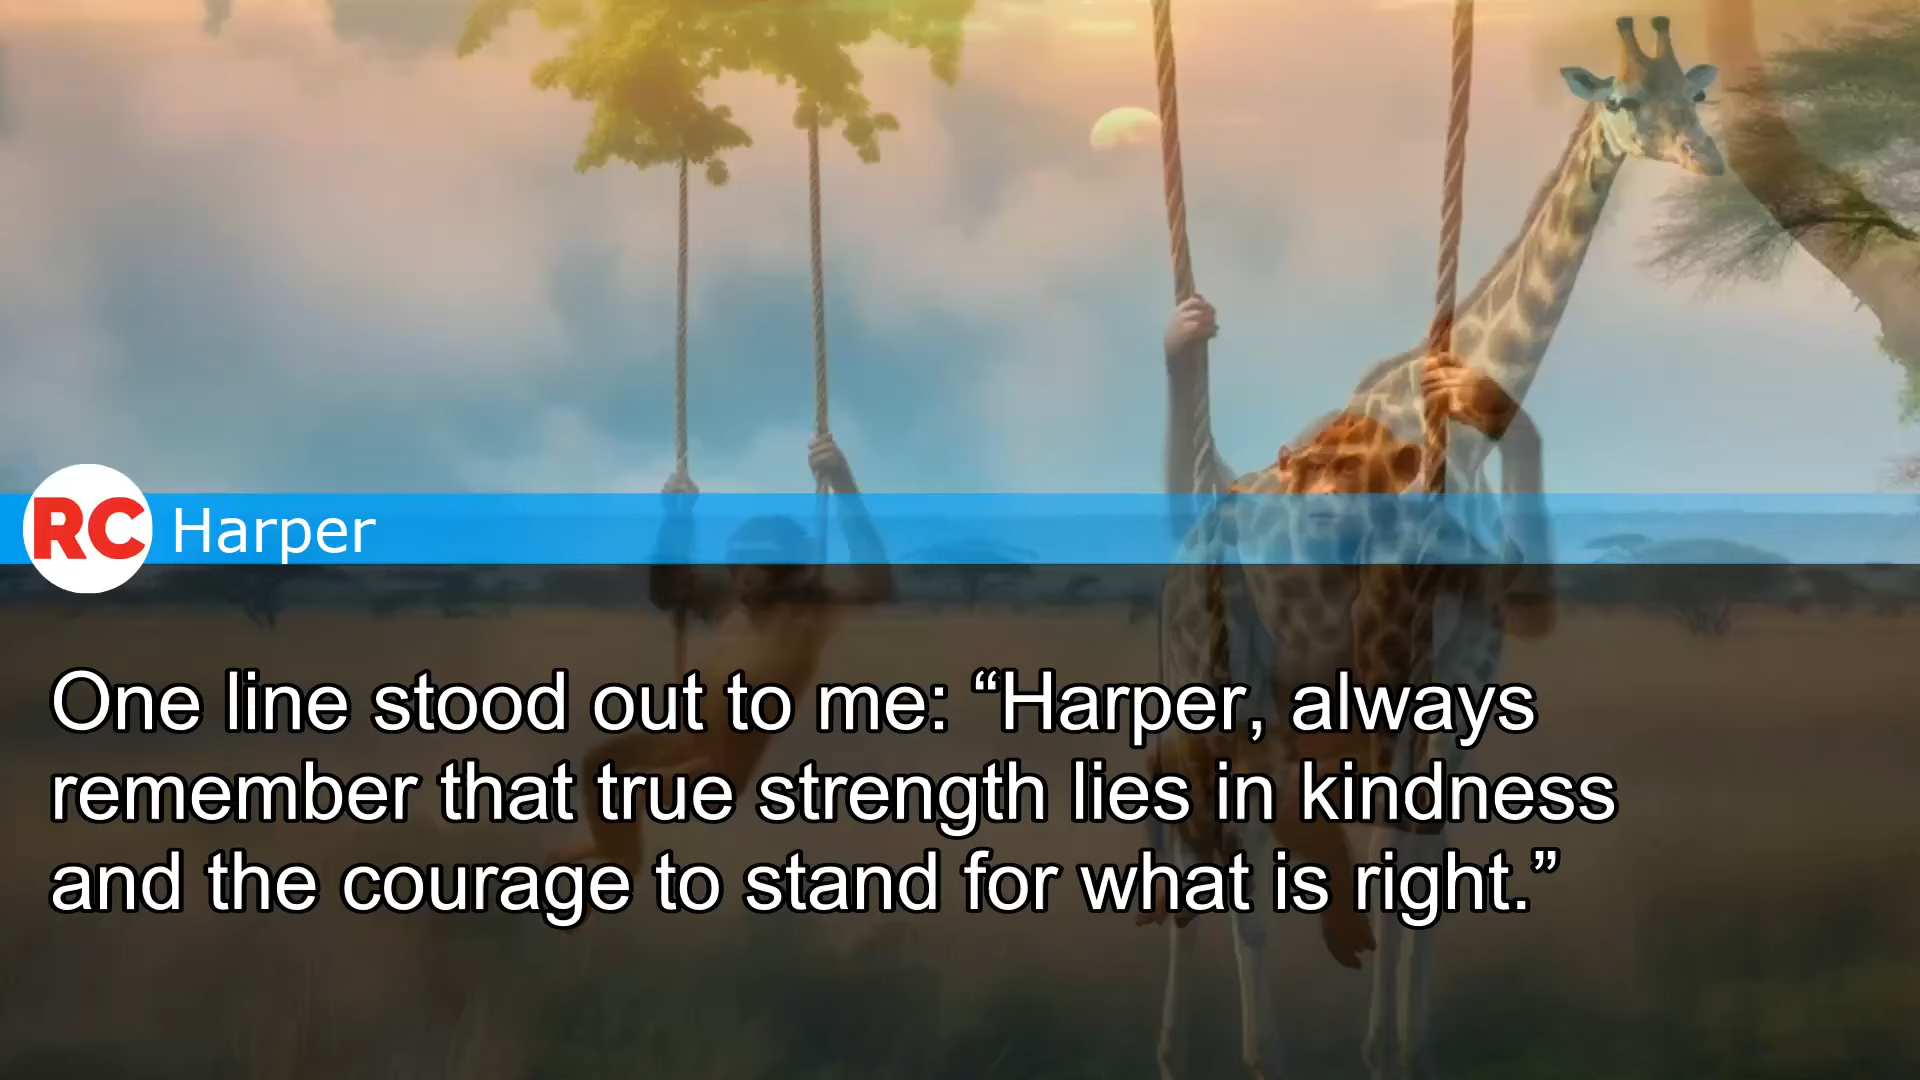 RC Harper
One line stood out to me: “Harper, always
remember that true strength lies in kindness
and the courage to stand for what is right.”